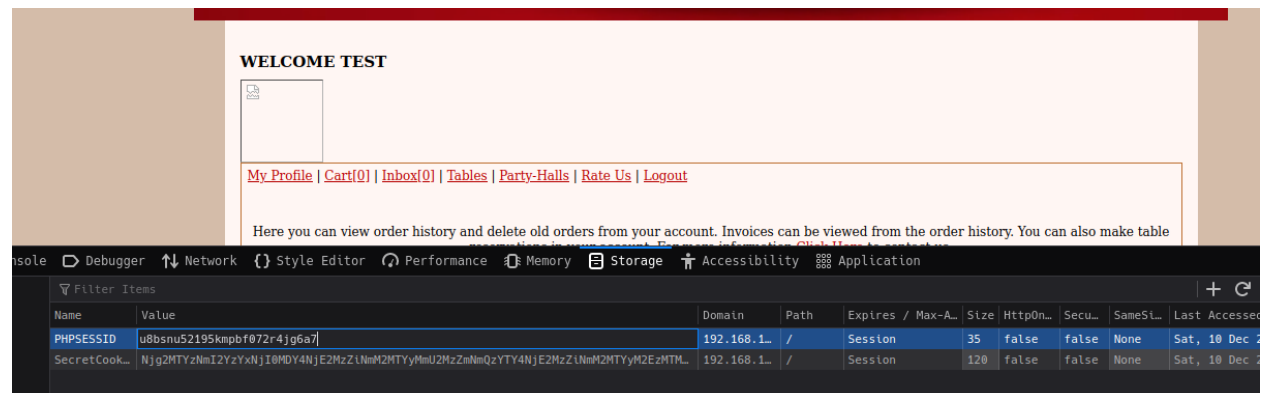 WELCOME TEST
My Profile | Cart[0] | Inbox[0] | Tables | Party-Halls | Rate Us | Logout
Here you can view order history and delete old orders from your account. Invoices can be viewed from the order history. You can also make table
nsole Debugger Network {} Style Editor Performance Memory Storage Accessibility Application
Filter Items
Name Value Domain Path Expires / Max-A… Size HttpOn… Secu… SameSi… Last Accessed
PHPSESSID u8bsnu52195kmpbf072r4jg6a7 192.168.1… / Session 35 false false None Sat, 10 Dec 2
SecretCook… Njg2MTYzNmI2YzYxNjI0MDY4NjE2MzZiNmM2MTYyMmU2MzZmNmQzYTY4NjE2MzZiNmM2MTYyM2EzMTM… 192.168.1… / Session 120 false false None Sat, 10 Dec 2